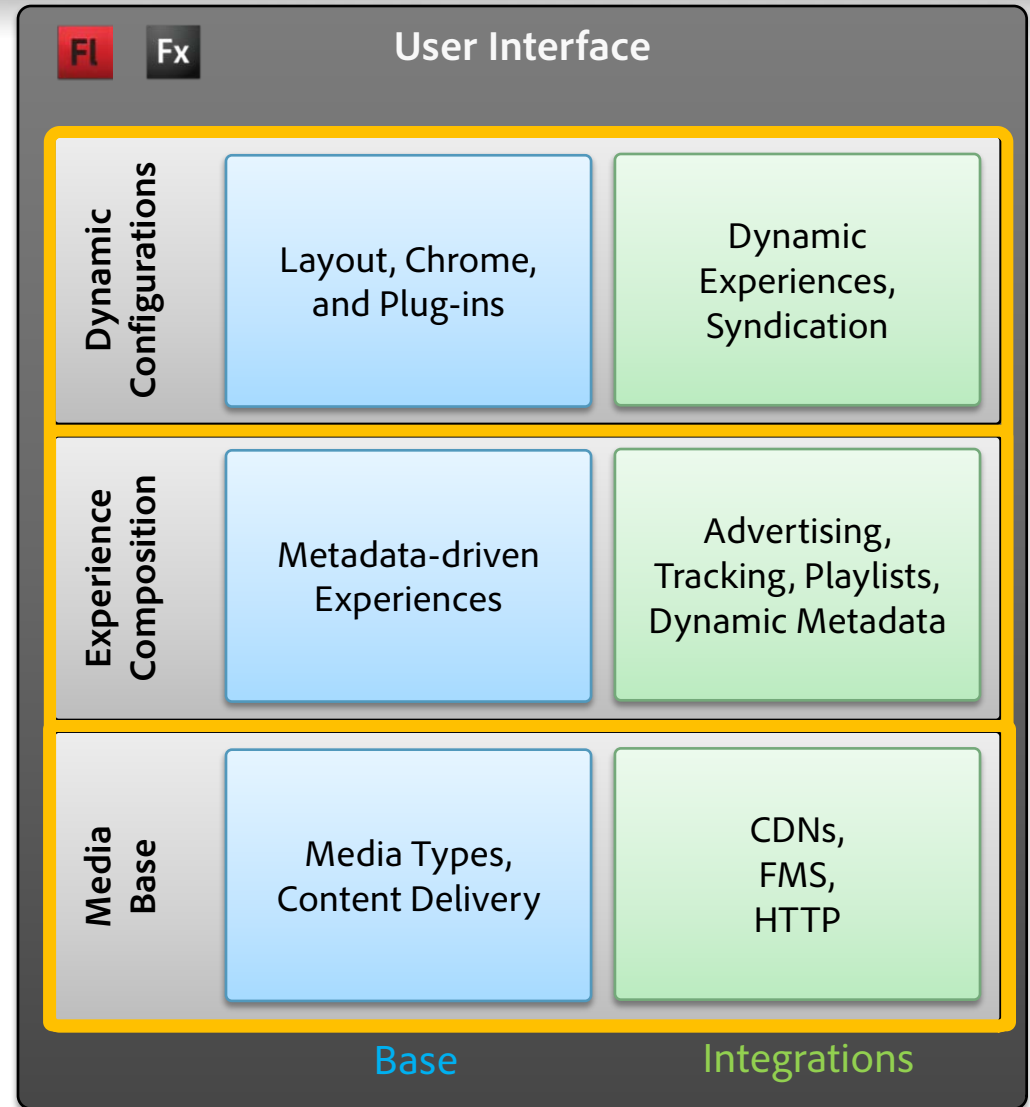 Fl
Fx
User Interface
Dynamic
Configurations
Layout, Chrome,
and Plug-ins
Dynamic
Experiences,
Syndication
Experience
Composition
Metadata-driven
Experiences
Advertising,
Tracking, Playlists,
Dynamic Metadata
Media
Base
Media Types,
Content Delivery
CDNs,
FMS,
HTTP
Base
Integrations